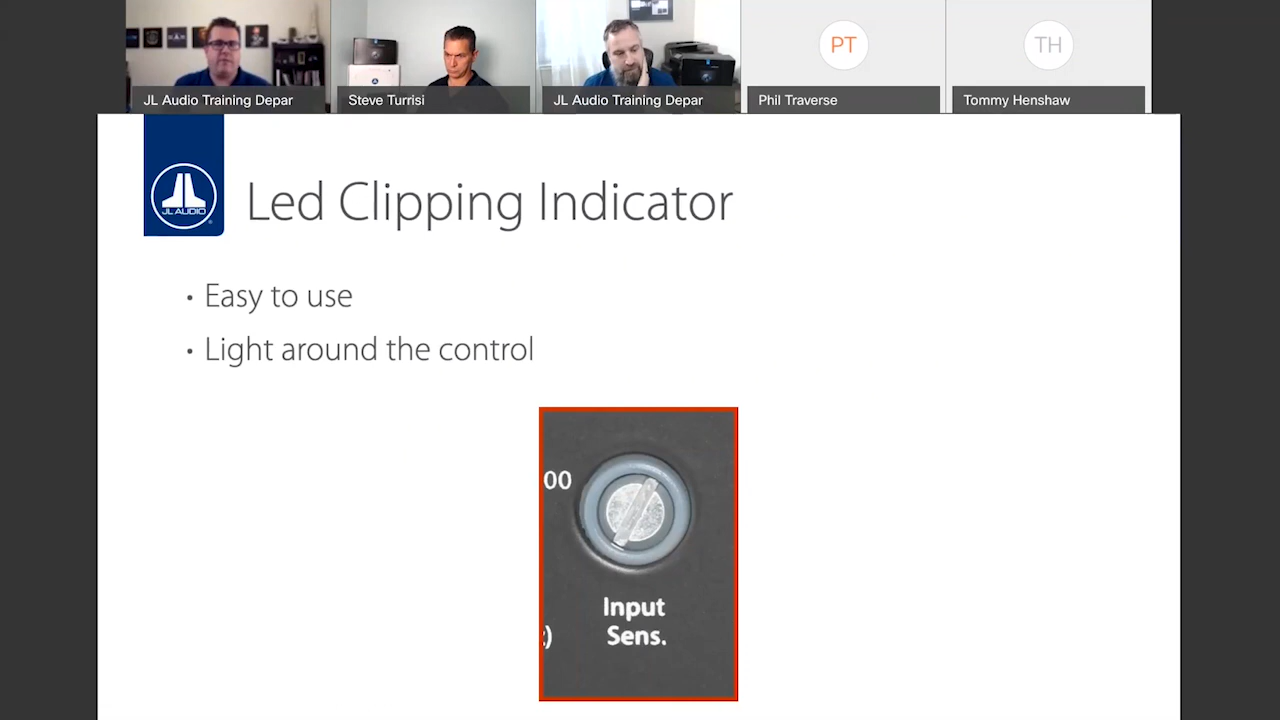 JL Audio Training Depar
Steve Turrisi
JL Audio Training Depar
PT
Phil Traverse
TH
Tommy Henshaw
JL AUDIO
Led Clipping Indicator
• Easy to use
• Light around the control
00
Input
Sens.
)